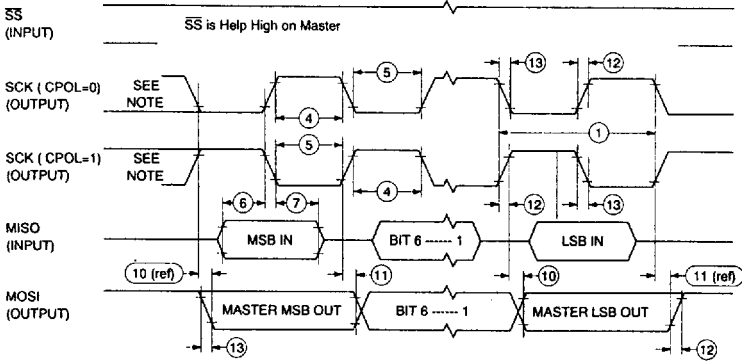 SS
(INPUT)
SS is Help High on Master
SCK ( CPOL=0)
(OUTPUT)
SEE
NOTE
5
13
12
4
1
SCK ( CPOL=1)
(OUTPUT)
SEE
NOTE
5
4
12
13
6
7
MISO
(INPUT)
MSB IN
BIT 6 ------ 1
LSB IN
10 (ref)
11
10
11 (ref)
MOSI
(OUTPUT)
MASTER MSB OUT
BIT 6 ------ 1
MASTER LSB OUT
13
12